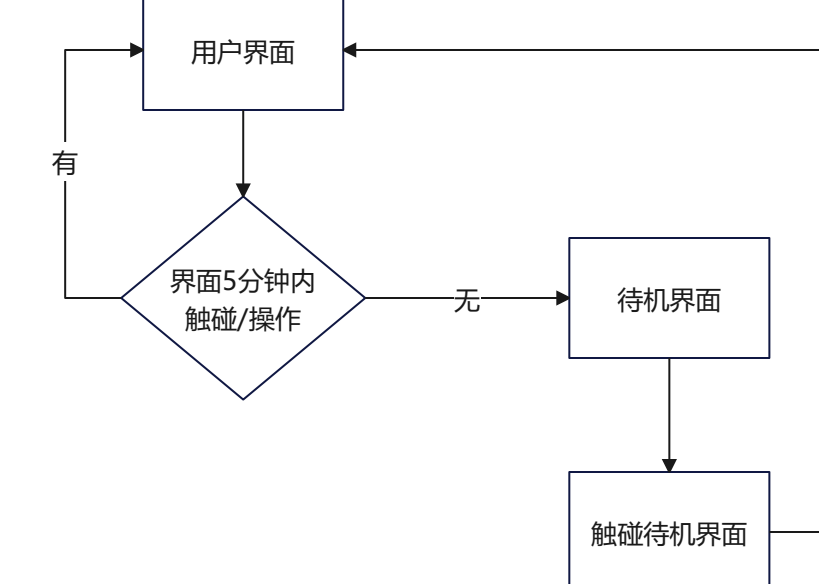 用户界面
有
界面5分钟内
触碰/操作
无
待机界面
触碰待机界面